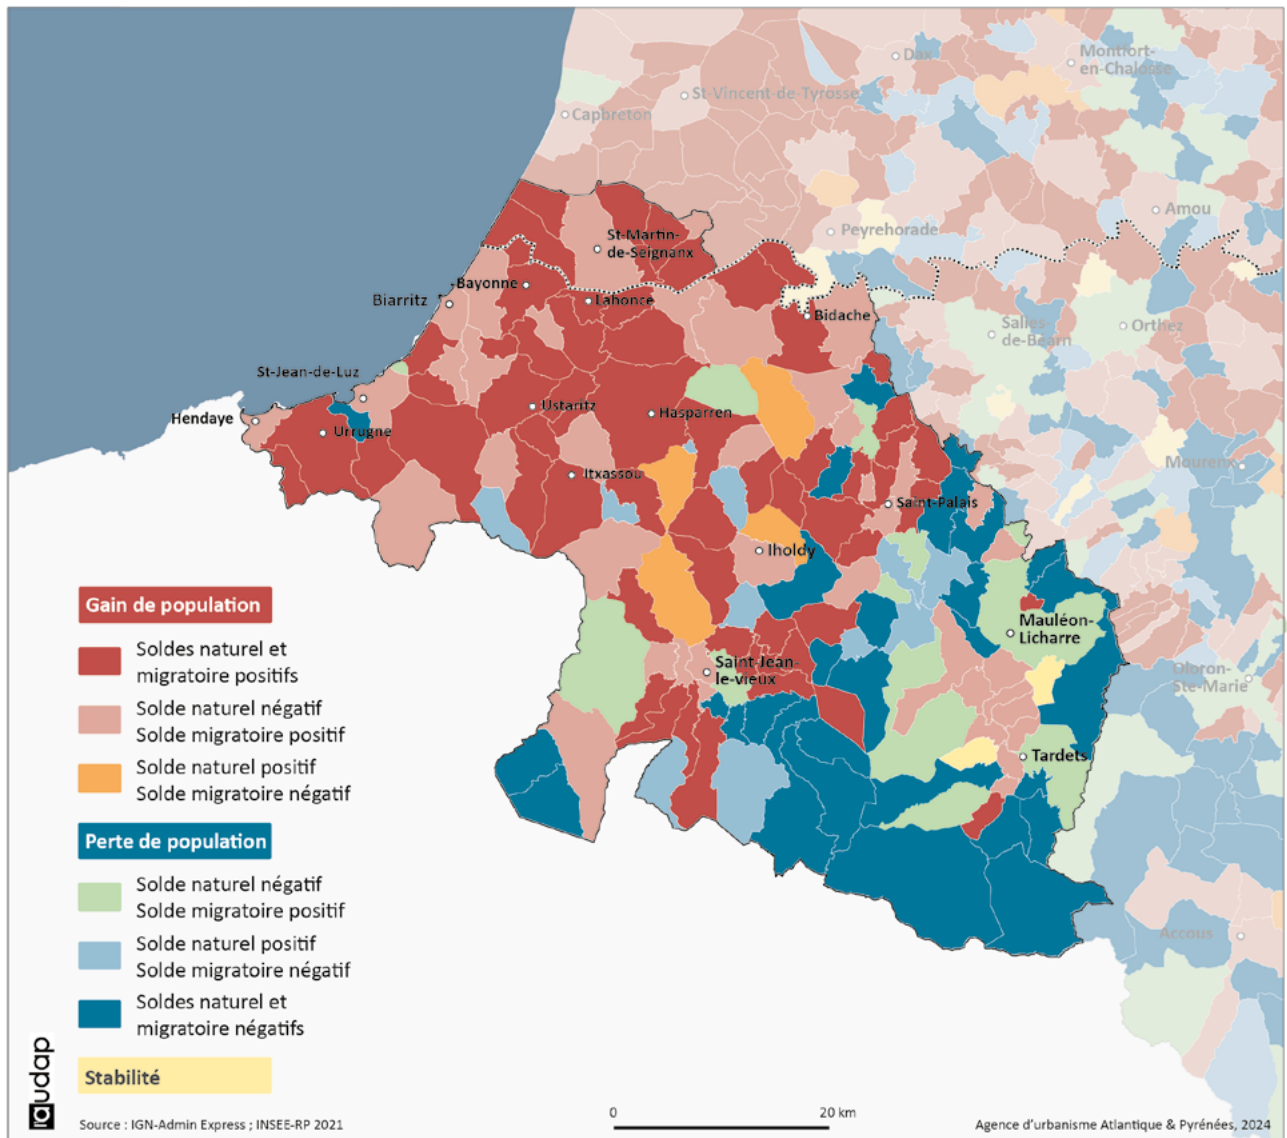 Dax
Montfort-
en-Chalosse
St-Vincent-de-Tyrosse
Capbreton
Amou
Peyrehorade
St-Martin-
de-Seignanx
Bayonne
Biarritz
Lahonce
Bidache
Salies-
de-Béarn
Orthez
St-Jean-de-Luz
Hendaye
Urrugne
Ustaritz
Hasparren
Mourenx
Itxassou
Saint-Palais
Iholdy
Mauléon-
Licharre
Saint-Jean-
le-vieux
Oloron-
Ste-Marie
Tardets
Accous
Gain de population
Soldes naturel et
migratoire positifs
Solde naturel négatif
Solde migratoire positif
Solde naturel positif
Solde migratoire négatif
Perte de population
Solde naturel négatif
Solde migratoire positif
Solde naturel positif
Solde migratoire négatif
Soldes naturel et
migratoire négatifs
Stabilité
audap
Source : IGN-Admin Express ; INSEE-RP 2021
0 20 km
Agence d'urbanisme Atlantique & Pyrénées, 2024